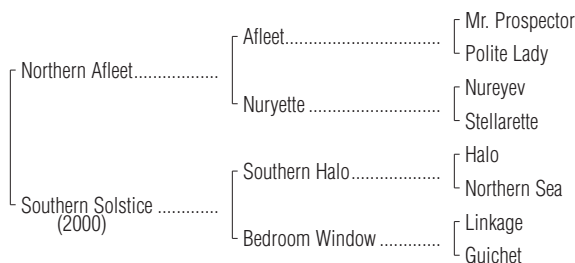 Mr. Prospector
Afleet
Polite Lady
Northern Afleet
Nureyev
Nuryette
Stellarette
Halo
Southern Halo
Northern Sea
Southern Solstice
(2000)
Linkage
Bedroom Window
Guichet